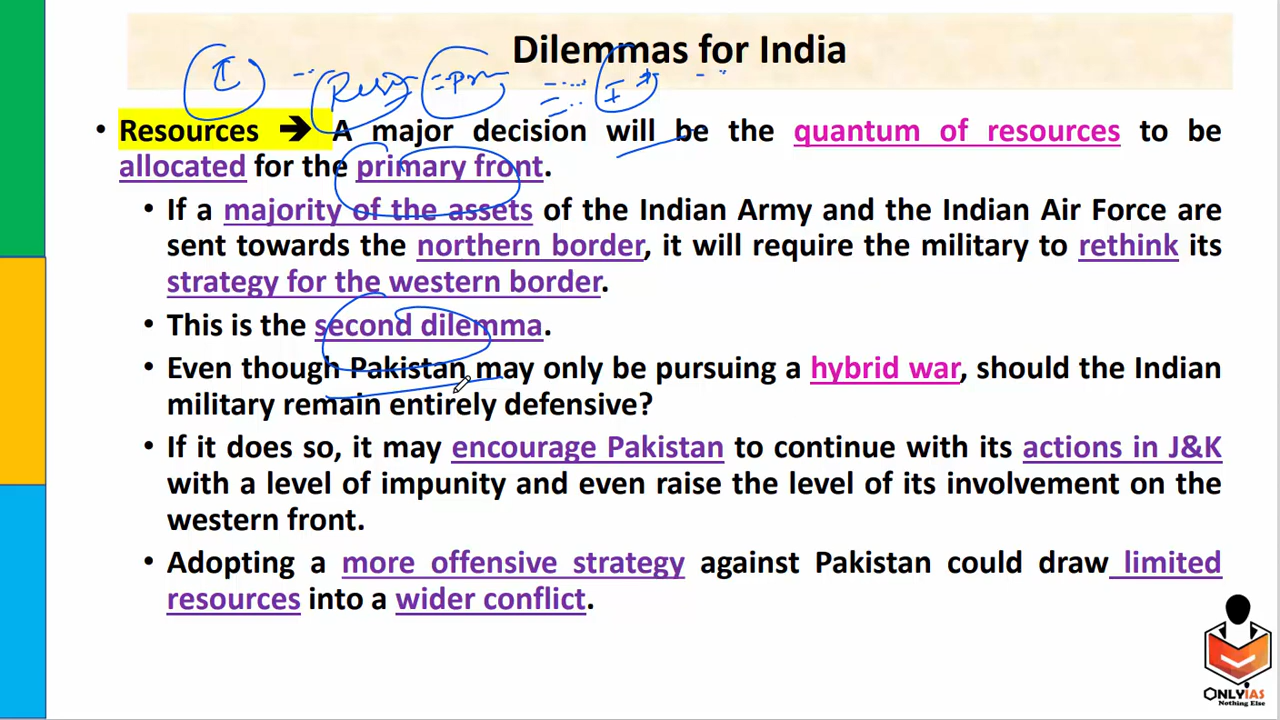 Dilemmas for India
• Resources ➔ A major decision will be the quantum of resources to be
allocated for the primary front.
• If a majority of the assets of the Indian Army and the Indian Air Force are
sent towards the northern border, it will require the military to rethink its
strategy for the western border.
• This is the second dilemma.
• Even though Pakistan may only be pursuing a hybrid war, should the Indian
military remain entirely defensive?
• If it does so, it may encourage Pakistan to continue with its actions in J&K
with a level of impunity and even raise the level of its involvement on the
western front.
• Adopting a more offensive strategy against Pakistan could draw limited
resources into a wider conflict.
ONLYIAS
Nothing Else